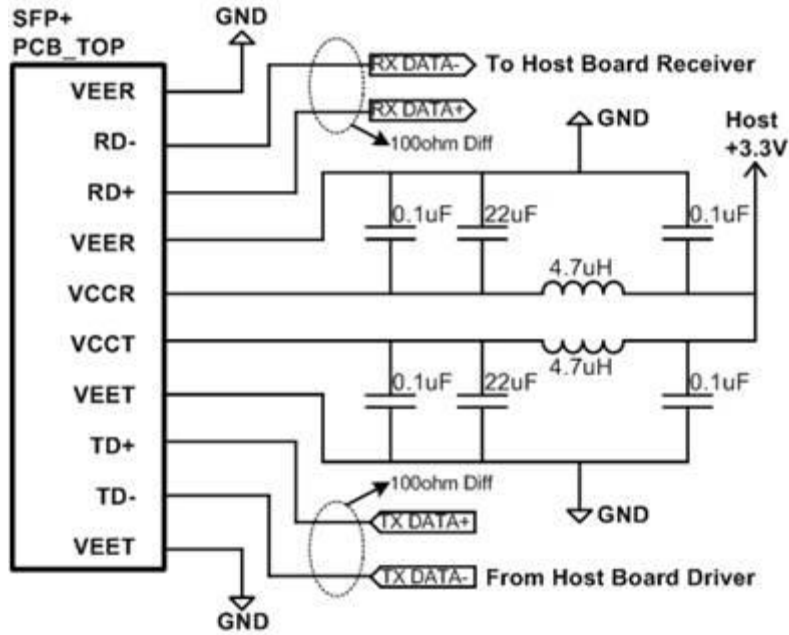 SFP+
PCB_TOP
GND
VEER
RD-
RD+
VEER
VCCR
VCCT
VEET
TD+
TD-
VEET
GND
RX DATA- To Host Board Receiver
RX DATA+
100ohm Diff
GND
Host
+3.3V
0.1uF 22uF 0.1uF
4.7uH
4.7uH
0.1uF 22uF 0.1uF
100ohm Diff
GND
TX DATA+
TX DATA- From Host Board Driver